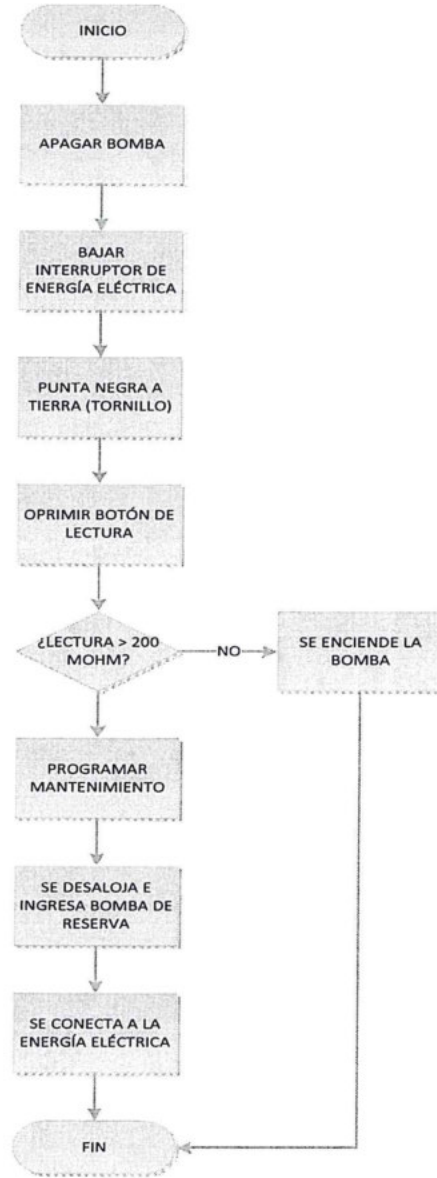 INICIO
APAGAR BOMBA
BAJAR
INTERRUPTOR DE
ENERGÍA ELÉCTRICA
PUNTA NEGRA A
TIERRA (TORNILLO)
OPRIMIR BOTÓN DE
LECTURA
¿LECTURA > 200
MOHM?
NO
SE ENCIENDE LA
BOMBA
PROGRAMAR
MANTENIMIENTO
SE DESALOJA E
INGRESA BOMBA DE
RESERVA
SE CONECTA A LA
ENERGÍA ELÉCTRICA
FIN